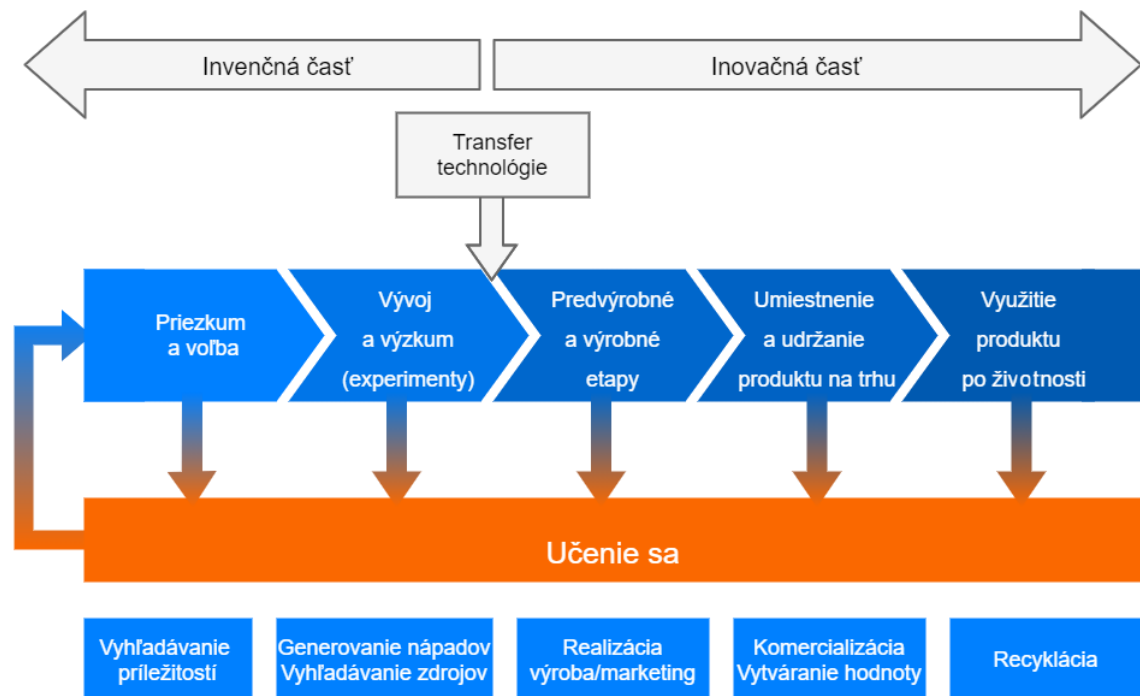 Invenčná časť
Inovačná časť
Transfer
technológie
Priezkum
a voľba
Vývoj
a výzkum
(experimenty)
Predvýrobné
a výrobné
etapy
Umiestnenie
a udržanie
produktu na trhu
Využitie
produktu
po životnosti
Učenie sa
Vyhľadávanie
príležitostí
Generovanie nápadov
Vyhľadávanie zdrojov
Realizácia
výroba/marketing
Komercializácia
Vytváranie hodnoty
Recyklácia